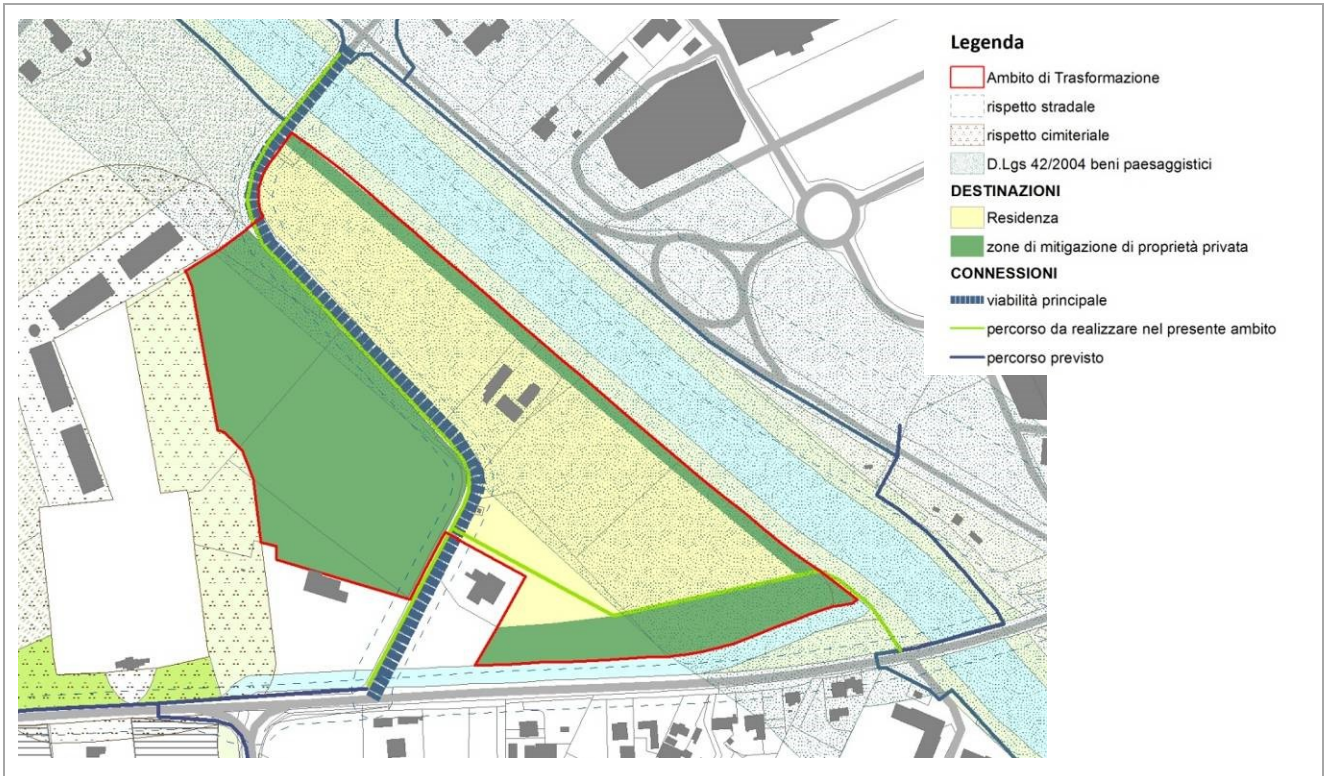 Legenda
Ambito di Trasformazione
rispetto stradale
rispetto cimiteriale
D.Lgs 42/2004 beni paesaggistici
DESTINAZIONI
Residenza
zone di mitigazione di proprietà privata
CONNESSIONI
viabilità principale
percorso da realizzare nel presente ambito
percorso previsto